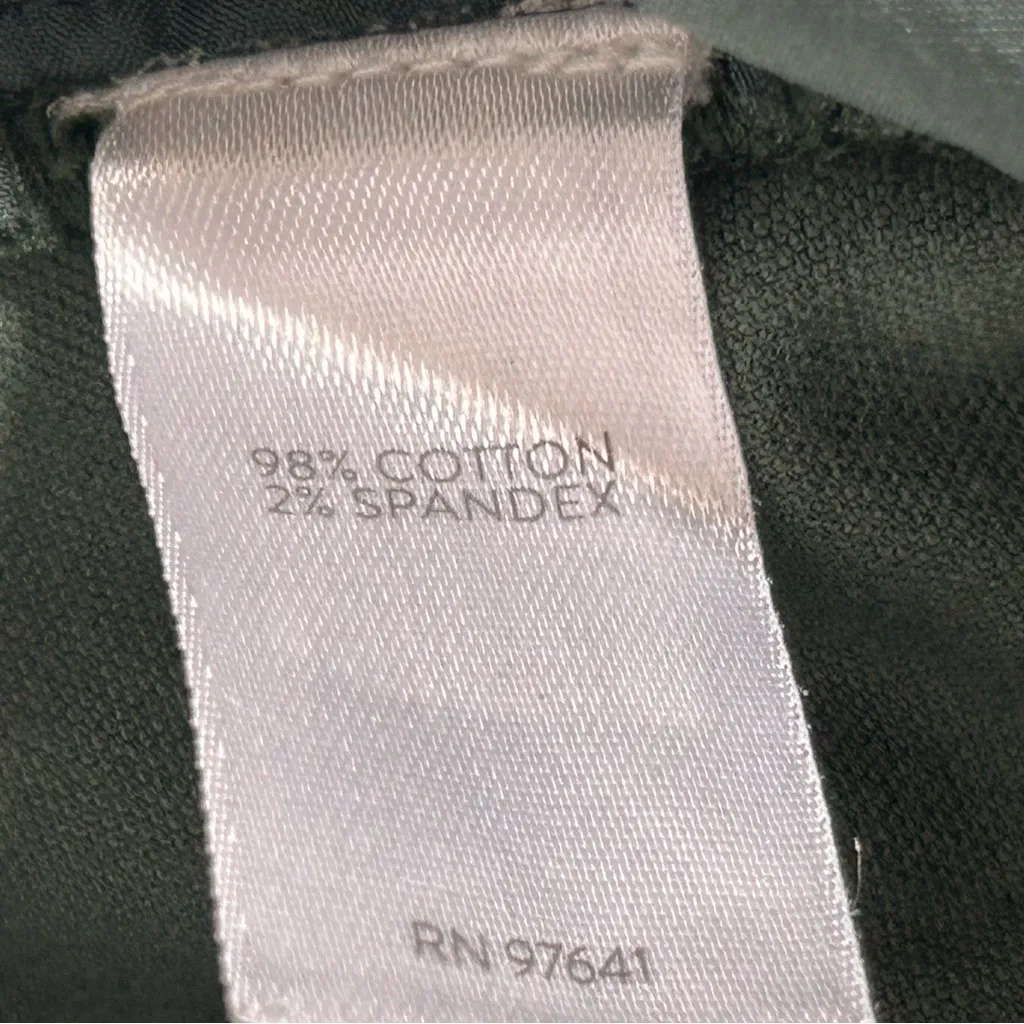 98% COTTON
2% SPANDEX
RN 97641